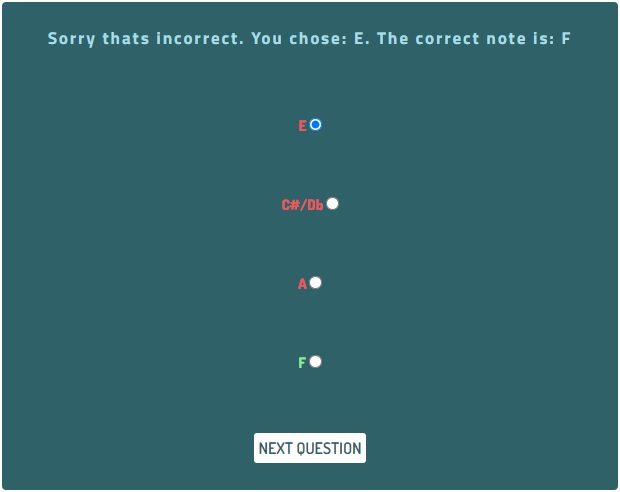 Sorry thats incorrect. You chose: E. The correct note is: F
E
C#/Db
A
F
NEXT QUESTION